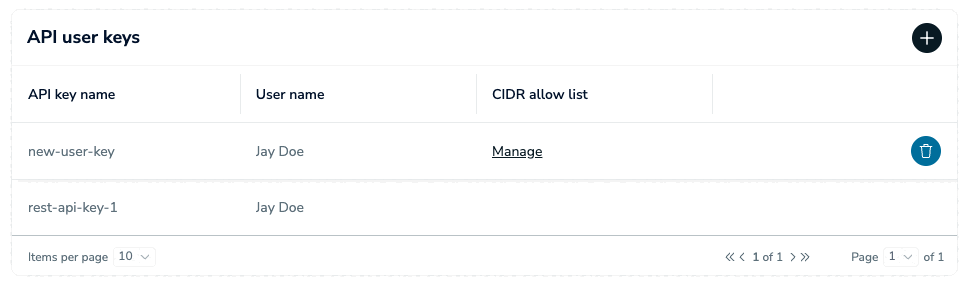 API user keys
API key name User name CIDR allow list
new-user-key Jay Doe Manage
rest-api-key-1 Jay Doe
Items per page 10 1 of 1 Page 1 of 1